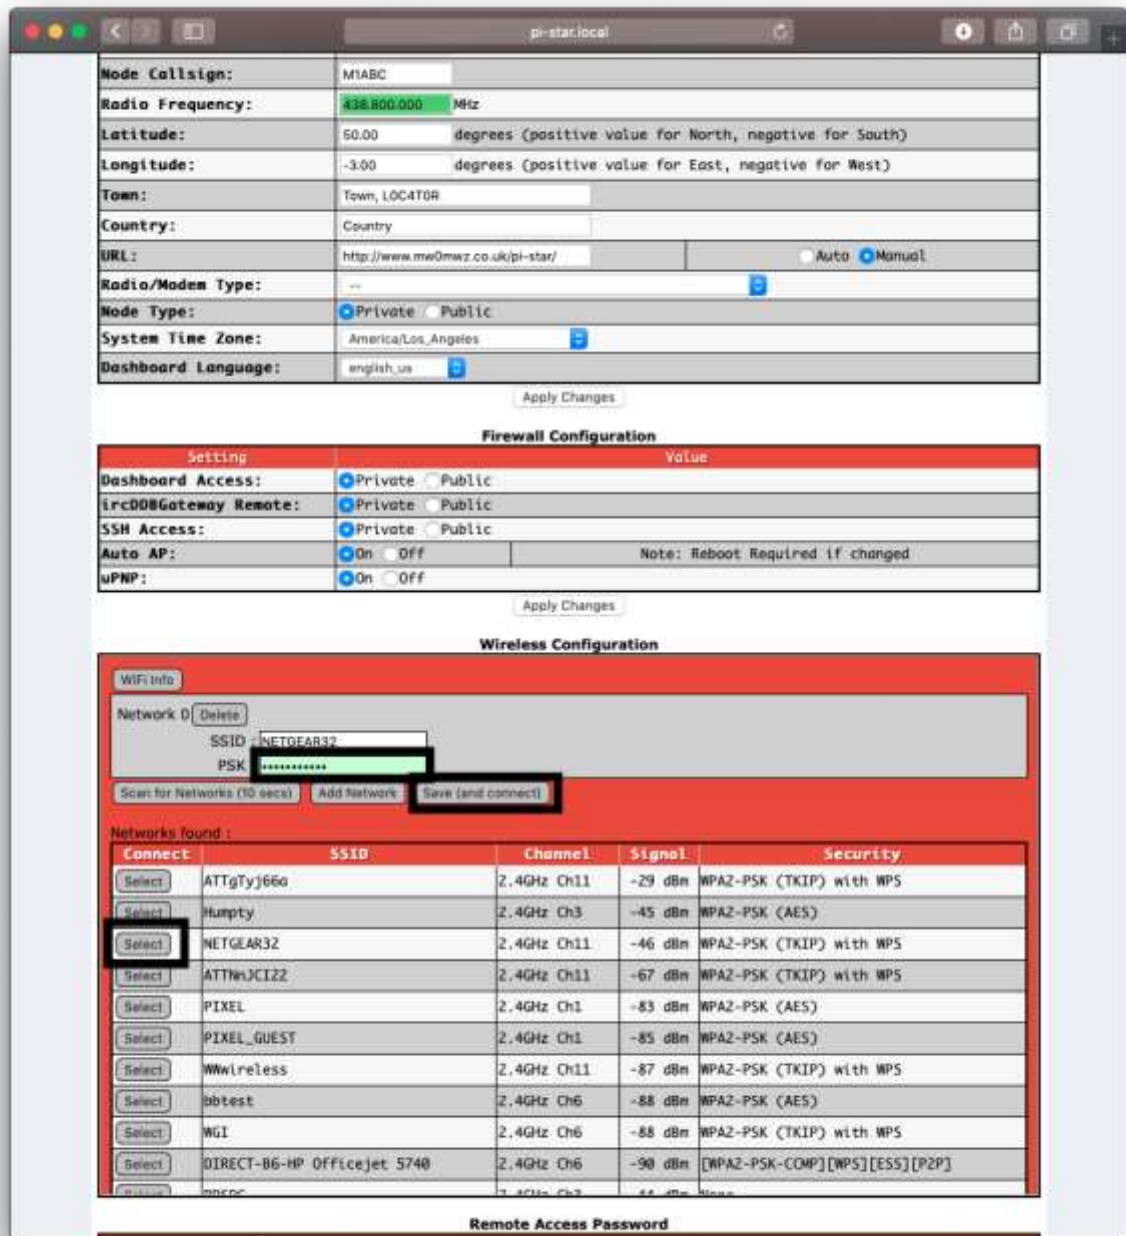 pi-star.local
Node Callsign: M1ABC
Radio Frequency: 438.800.000 MHz
Latitude: 50.00 degrees (positive value for North, negative for South)
Longitude: -3.00 degrees (positive value for East, negative for West)
Town: Town, L0C4T0R
Country: Country
URL: http://www.mw0mwz.co.uk/pi-star/ Auto Manual
Radio/Modem Type: --
Node Type: Private Public
System Time Zone: America/Los_Angeles
Dashboard Language: english_us
Apply Changes
Firewall Configuration
Setting Value
Dashboard Access: Private Public
ircDDBGateway Remote: Private Public
SSH Access: Private Public
Auto AP: On Off Note: Reboot Required if changed
uPNP: On Off
Apply Changes
Wireless Configuration
WiFi Info
Network 0 Delete
SSID : NETGEAR32
PSK •••••••••••
Scan for Networks (10 secs) Add Network Save (and connect)
Networks found :
Connect SSID Channel Signal Security
Select ATTgTyj66a 2.4GHz Ch11 -29 dBm WPA2-PSK (TKIP) with WPS
Select Humpty 2.4GHz Ch3 -45 dBm WPA2-PSK (AES)
Select NETGEAR32 2.4GHz Ch11 -46 dBm WPA2-PSK (TKIP) with WPS
Select ATTNnJCI22 2.4GHz Ch11 -67 dBm WPA2-PSK (TKIP) with WPS
Select PIXEL 2.4GHz Ch1 -83 dBm WPA2-PSK (AES)
Select PIXEL_GUEST 2.4GHz Ch1 -85 dBm WPA2-PSK (AES)
Select WWwireless 2.4GHz Ch11 -87 dBm WPA2-PSK (TKIP) with WPS
Select bbtest 2.4GHz Ch6 -88 dBm WPA2-PSK (AES)
Select WGI 2.4GHz Ch6 -88 dBm WPA2-PSK (TKIP) with WPS
Select DIRECT-B6-HP Officejet 5740 2.4GHz Ch6 -90 dBm [WPA2-PSK-CCMP][WPS][ESS][P2P]
Remote Access Password